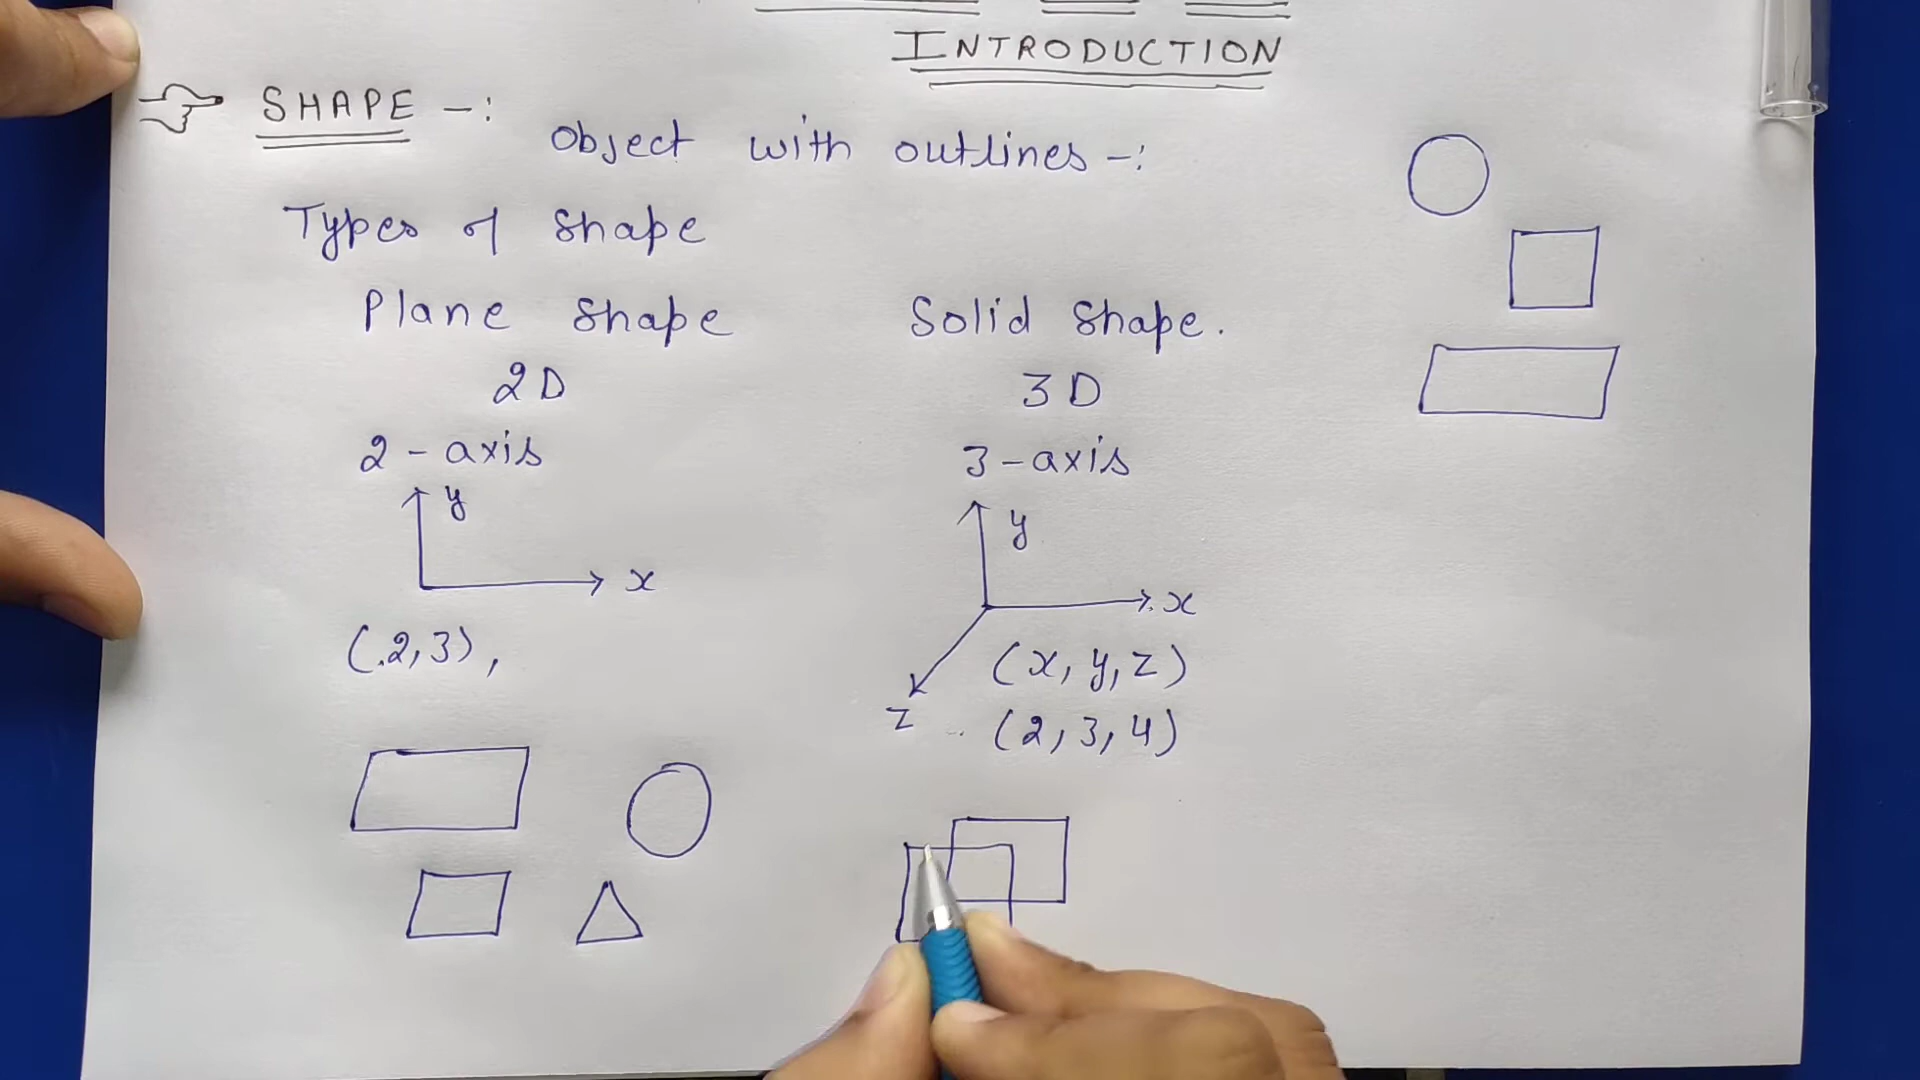 INTRODUCTION
SHAPE -:
Object with outlines -:
Types of shape
Plane shape
Solid shape.
2D
3D
2 - axis
3 - axis
y
y
x
x
(.2,3),
(x, y, z)
z
(2, 3, 4)